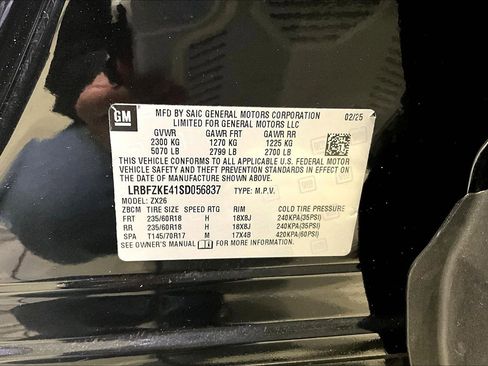 GM
MFD BY SAIC GENERAL MOTORS CORPORATION 02/25
LIMITED FOR GENERAL MOTORS LLC
GVWR GAWR FRT GAWR RR
2300 KG 1270 KG 1225 KG
5070 LB 2799 LB 2700 LB
THIS VEHICLE CONFORMS TO ALL APPLICABLE U.S. FEDERAL MOTOR
VEHICLE SAFETY AND THEFT PREVENTION STANDARDS IN EFFECT
ON THE DATE OF MANUFACTURE SHOWN ABOVE.
LRBFZKE41SD056837 TYPE: M.P.V.
MODEL: ZX26
ZBCM TIRE SIZE SPEED RTG RIM COLD TIRE PRESSURE
FRT 235/60R18 H 18X8J 240KPA(35PSI)
RR 235/60R18 H 18X8J 240KPA(35PSI)
SPA T145/70R17 M 17X4B 420KPA(60PSI)
SEE OWNER'S MANUAL FOR MORE INFORMATION.